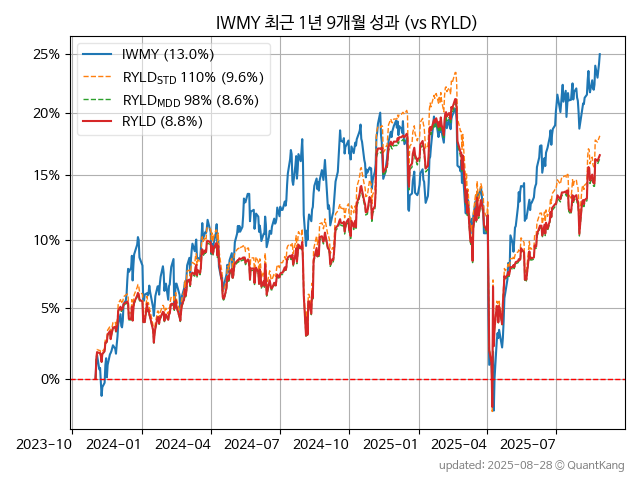 IWMY 최근 1년 9개월 성과 (vs RYLD)
25%
20%
15%
10%
5%
0%
IWMY (13.0%)
RYLD_STD 110% (9.6%)
RYLD_MDD 98% (8.6%)
RYLD (8.8%)
2023-10 2024-01 2024-04 2024-07 2024-10 2025-01 2025-04 2025-07
updated: 2025-08-28 © QuantKang